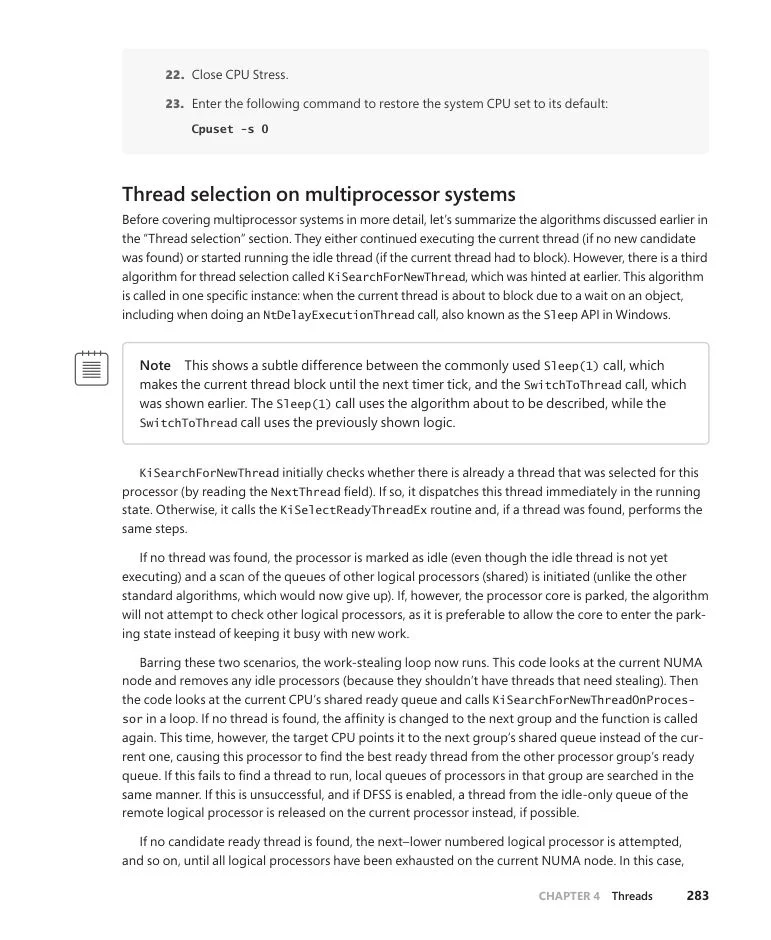 22. Close CPU Stress.
23. Enter the following command to restore the system CPU set to its default:
Cpuset -s 0
Thread selection on multiprocessor systems
Before covering multiprocessor systems in more detail, let's summarize the algorithms discussed earlier in
the "Thread selection" section. They either continued executing the current thread (if no new candidate
was found) or started running the idle thread (if the current thread had to block). However, there is a third
algorithm for thread selection called KiSearchForNewThread, which was hinted at earlier. This algorithm
is called in one specific instance: when the current thread is about to block due to a wait on an object,
including when doing an NtDelayExecutionThread call, also known as the Sleep API in Windows.
Note This shows a subtle difference between the commonly used Sleep(1) call, which
makes the current thread block until the next timer tick, and the SwitchToThread call, which
was shown earlier. The Sleep(1) call uses the algorithm about to be described, while the
SwitchToThread call uses the previously shown logic.
KiSearchForNewThread initially checks whether there is already a thread that was selected for this
processor (by reading the NextThread field). If so, it dispatches this thread immediately in the running
state. Otherwise, it calls the KiSelectReadyThreadEx routine and, if a thread was found, performs the
same steps.
If no thread was found, the processor is marked as idle (even though the idle thread is not yet
executing) and a scan of the queues of other logical processors (shared) is initiated (unlike the other
standard algorithms, which would now give up). If, however, the processor core is parked, the algorithm
will not attempt to check other logical processors, as it is preferable to allow the core to enter the park-
ing state instead of keeping it busy with new work.
Barring these two scenarios, the work-stealing loop now runs. This code looks at the current NUMA
node and removes any idle processors (because they shouldn't have threads that need stealing). Then
the code looks at the current CPU's shared ready queue and calls KiSearchForNewThreadOnProces-
sor in a loop. If no thread is found, the affinity is changed to the next group and the function is called
again. This time, however, the target CPU points it to the next group's shared queue instead of the cur-
rent one, causing this processor to find the best ready thread from the other processor group's ready
queue. If this fails to find a thread to run, local queues of processors in that group are searched in the
same manner. If this is unsuccessful, and if DFSS is enabled, a thread from the idle-only queue of the
remote logical processor is released on the current processor instead, if possible.
If no candidate ready thread is found, the next–lower numbered logical processor is attempted,
and so on, until all logical processors have been exhausted on the current NUMA node. In this case,
CHAPTER 4 Threads 283